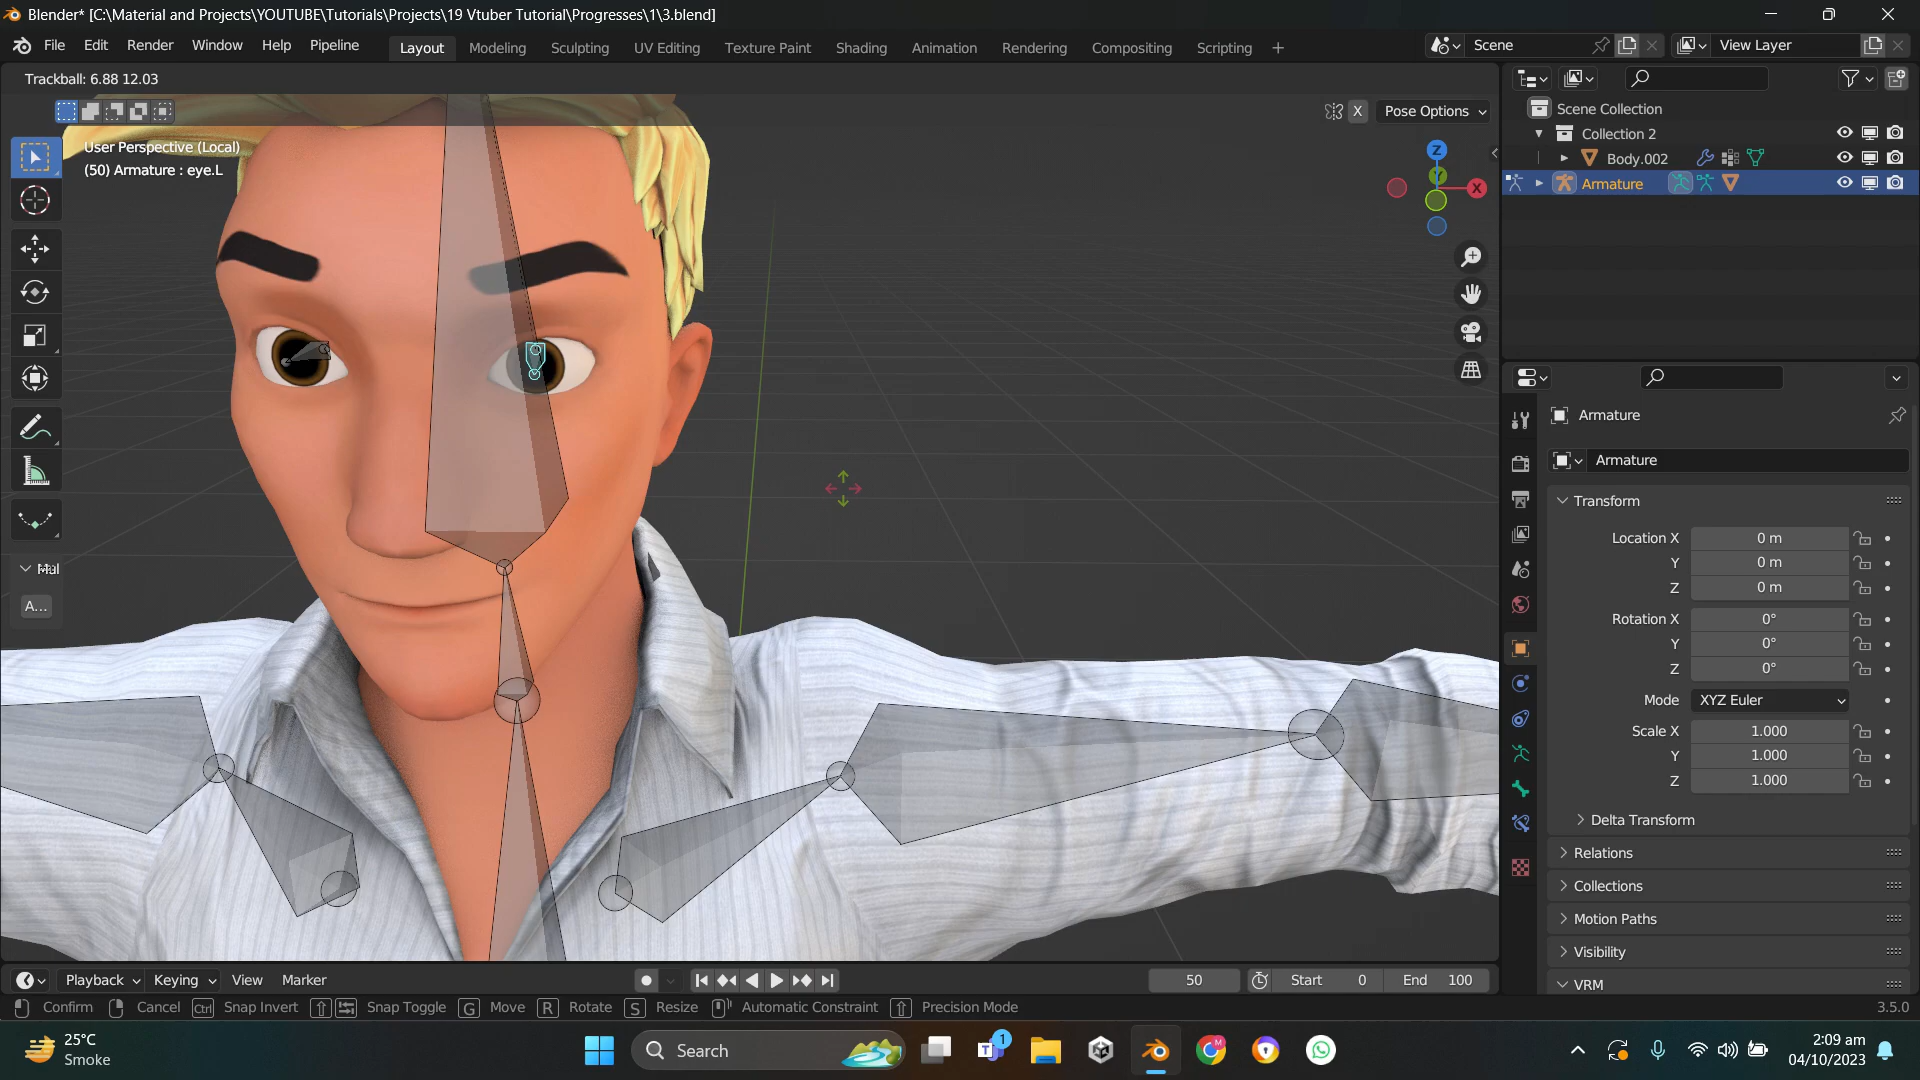 Blender* [C:\Material and Projects\YOUTUBE\Tutorials\Projects\19 Vtuber Tutorial\Progresses\1\3.blend]
File Edit Render Window Help Pipeline Layout Modeling Sculpting UV Editing Texture Paint Shading Animation Rendering Compositing Scripting + Scene View Layer
Trackball: 6.88 12.03
X Pose Options
User Perspective (Local)
(50) Armature : eye.L
Z
Y
X
Scene Collection
Collection 2
Body.002
Armature
A...
Armature
Armature
Transform
Location X 0 m
Y 0 m
Z 0 m
Rotation X 0°
Y 0°
Z 0°
Mode XYZ Euler
Scale X 1.000
Y 1.000
Z 1.000
Delta Transform
Relations
Collections
Motion Paths
Visibility
VRM
Playback Keying View Marker 50 Start 0 End 100
Confirm Cancel Ctrl Snap Invert Snap Toggle G Move R Rotate S Resize Automatic Constraint Precision Mode 3.5.0
25°C
Smoke
Search
1
M
2:09 am
04/10/2023